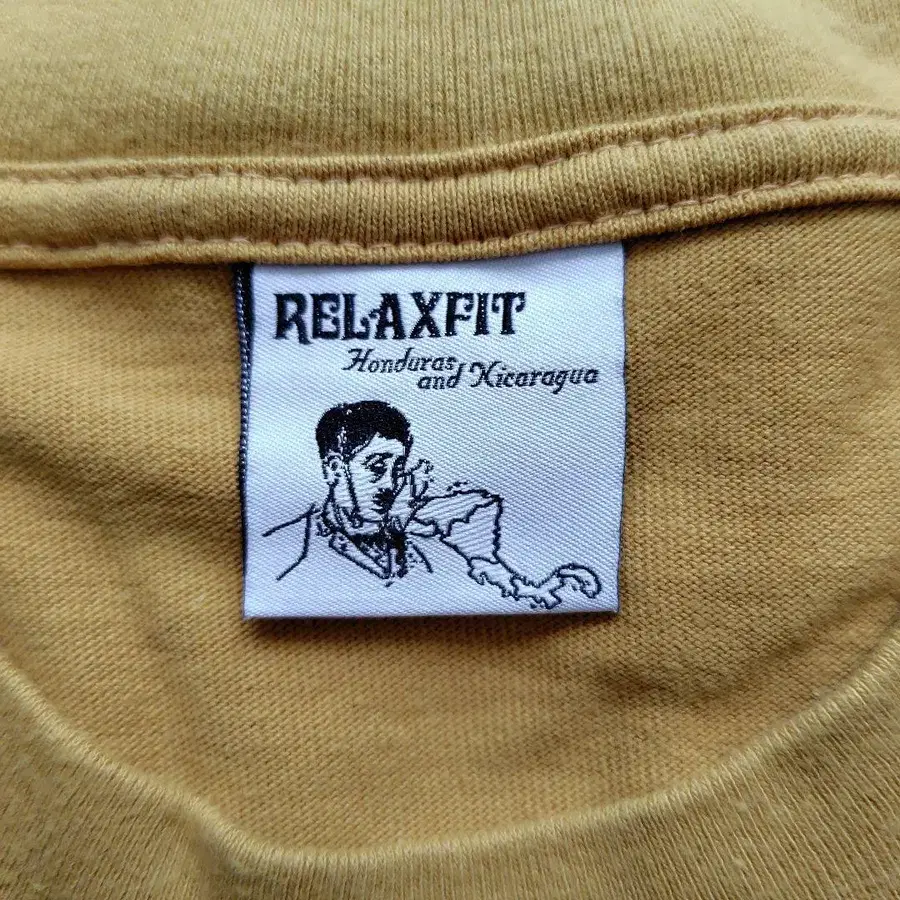 RELAXFIT
Honduras
and Nicaragua